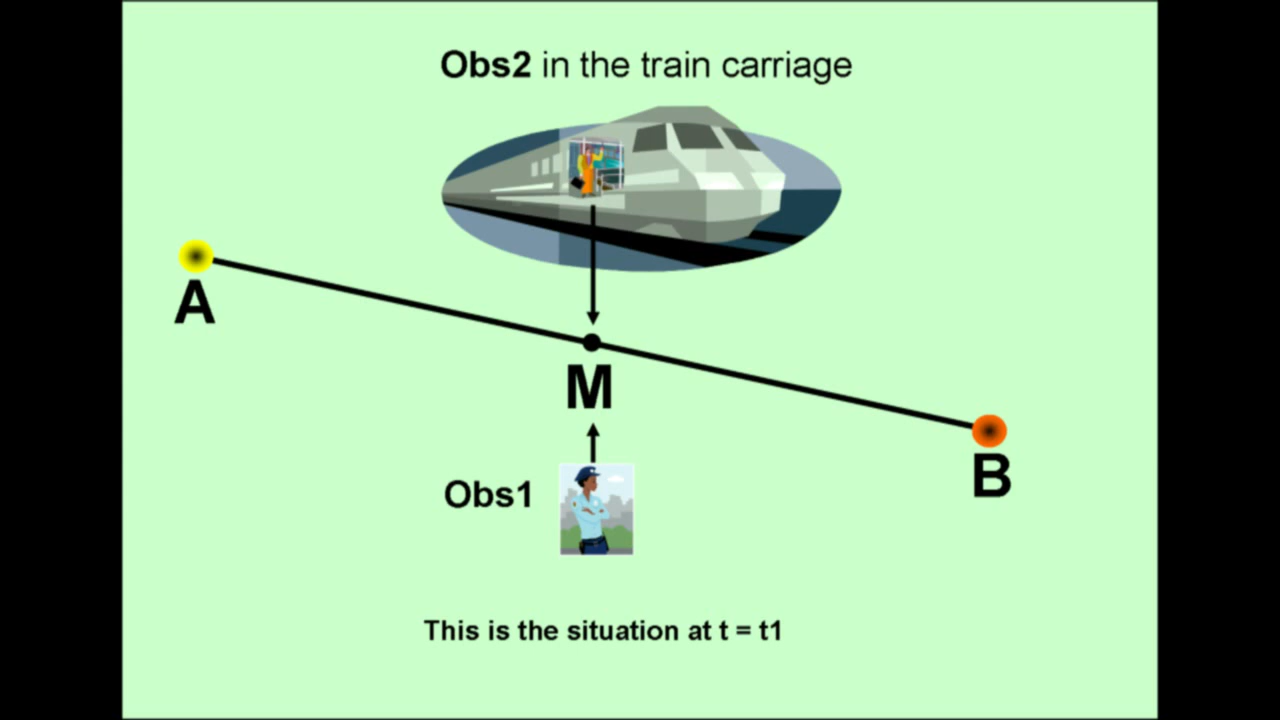 Obs2 in the train carriage
A
M
B
Obs1
This is the situation at t = t1